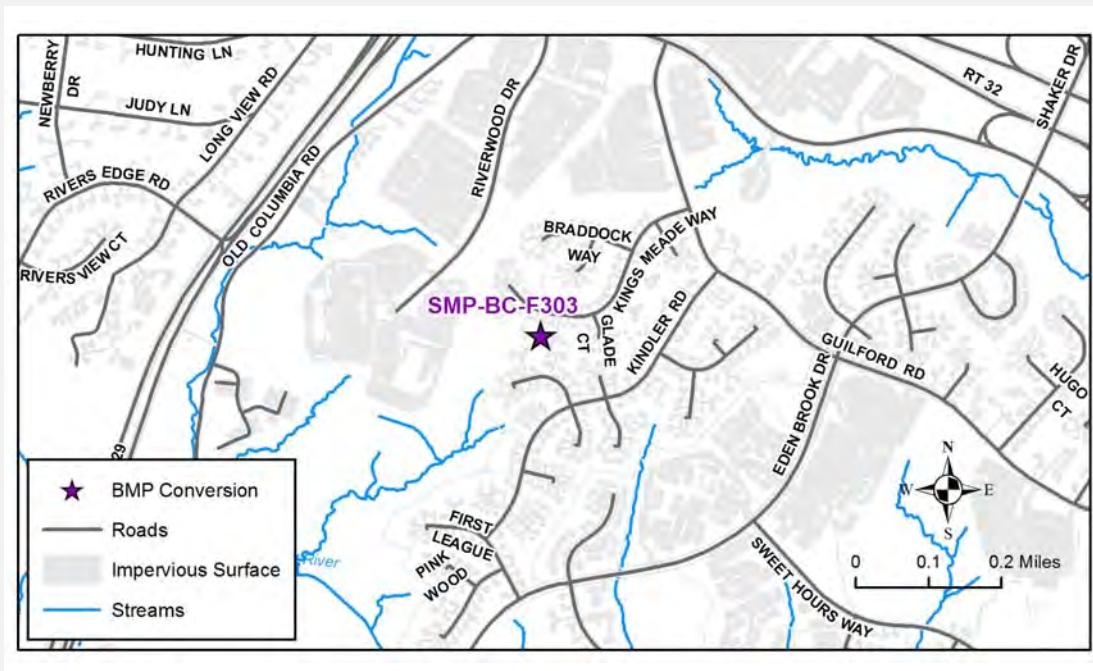 HUNTING LN
NEWBERRY
DR
JUDY LN
LONG VIEW RD
RIVERS EDGE RD
RIVERS VIEW CT
OLD COLUMBIA RD
RIVERWOOD DR
RT 32
SHAKER DR
BRADDOCK
WAY
KINGS MEADE WAY
SMP-BC-F303
GLADE
CT
KINDLER RD
GUILFORD RD
EDEN BROOK DR
HUGO
CT
29
FIRST
LEAGUE
PINK
WOOD
SWEET HOURS WAY
River
N
W
E
S
0 0.1 0.2 Miles
BMP Conversion
Roads
Impervious Surface
Streams